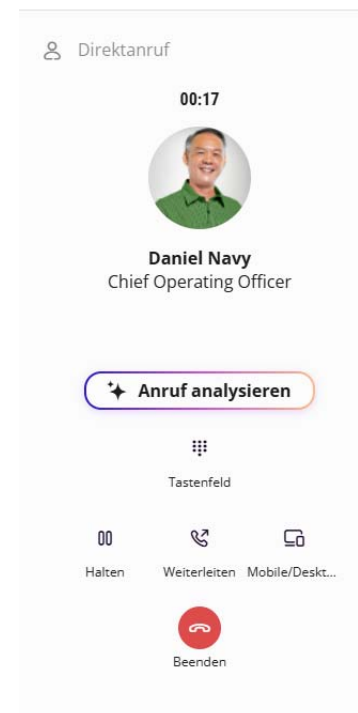 Direktanruf
00:17
Daniel Navy
Chief Operating Officer
Anruf analysieren
Tastenfeld
Halten
Weiterleiten
Mobile/Deskt...
Beenden